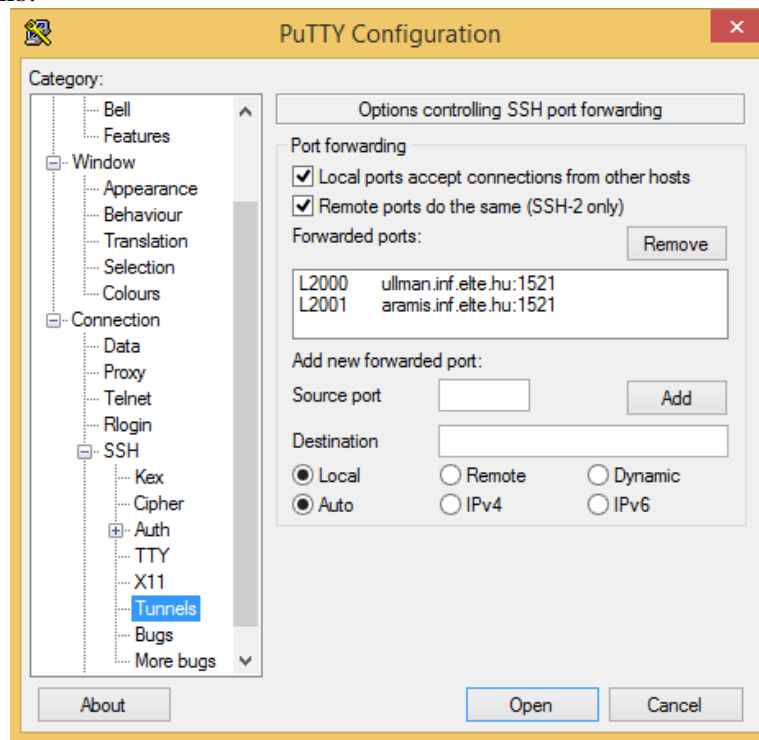 PuTTY Configuration
Category:
Bell
Features
Window
Appearance
Behaviour
Translation
Selection
Colours
Connection
Data
Proxy
Telnet
Rlogin
SSH
Kex
Cipher
Auth
TTY
X11
Tunnels
Bugs
More bugs
Options controlling SSH port forwarding
Port forwarding
Local ports accept connections from other hosts
Remote ports do the same (SSH-2 only)
Forwarded ports:
Remove
L2000 ullman.inf.elte.hu:1521
L2001 aramis.inf.elte.hu:1521
Add new forwarded port:
Source port
Add
Destination
Local Remote Dynamic
Auto IPv4 IPv6
About Open Cancel